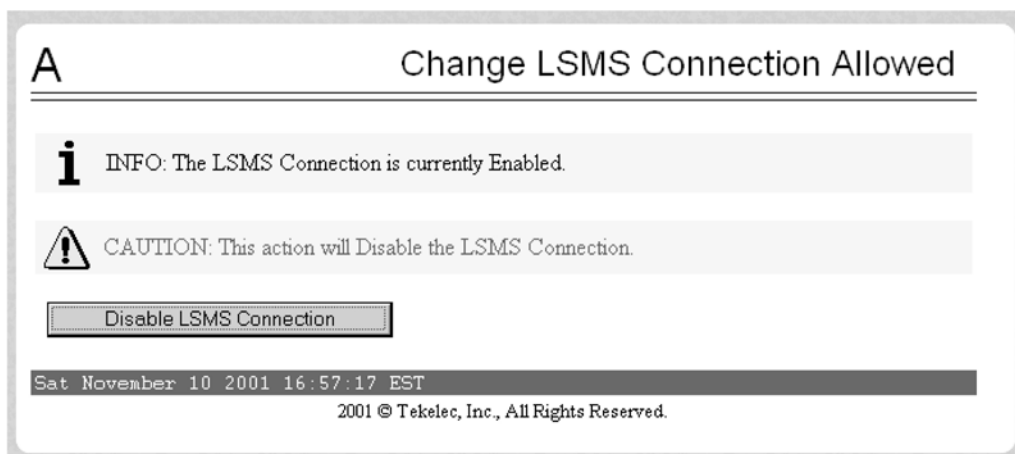 A
Change LSMS Connection Allowed
i INFO: The LSMS Connection is currently Enabled.
! CAUTION: This action will Disable the LSMS Connection.
Disable LSMS Connection
Sat November 10 2001 16:57:17 EST
2001 © Tekelec, Inc., All Rights Reserved.